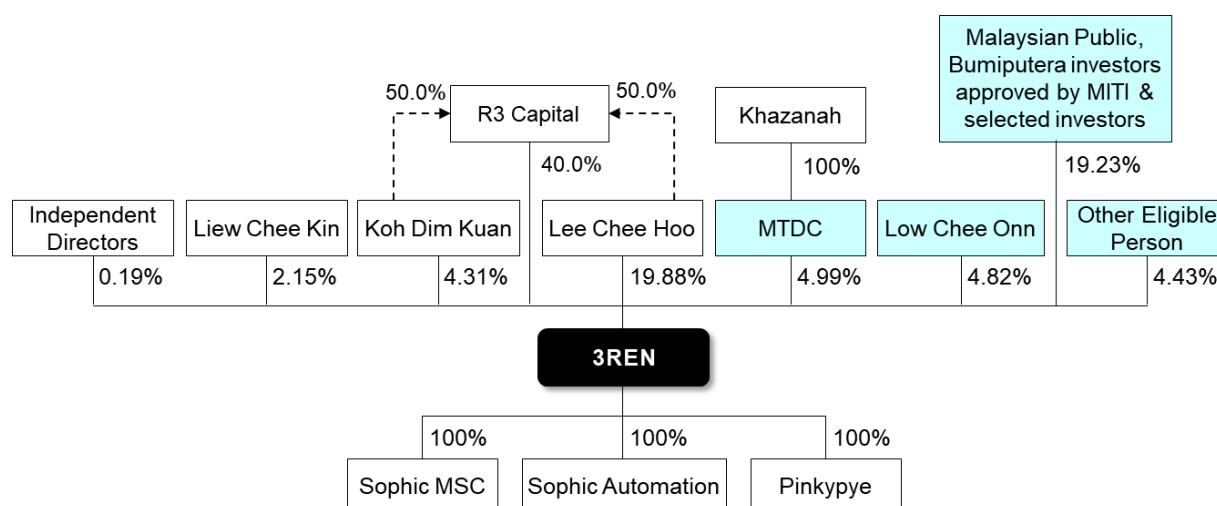 Malaysian Public,
Bumiputera investors
approved by MITI &
selected investors
50.0%
50.0%
R3 Capital
Khazanah
40.0%
100%
19.23%
Independent
Directors
Liew Chee Kin
Koh Dim Kuan
Lee Chee Hoo
MTDC
Low Chee Onn
Other Eligible
Person
0.19%
2.15%
4.31%
19.88%
4.99%
4.82%
4.43%
3REN
100%
100%
100%
Sophic MSC
Sophic Automation
Pinkypye